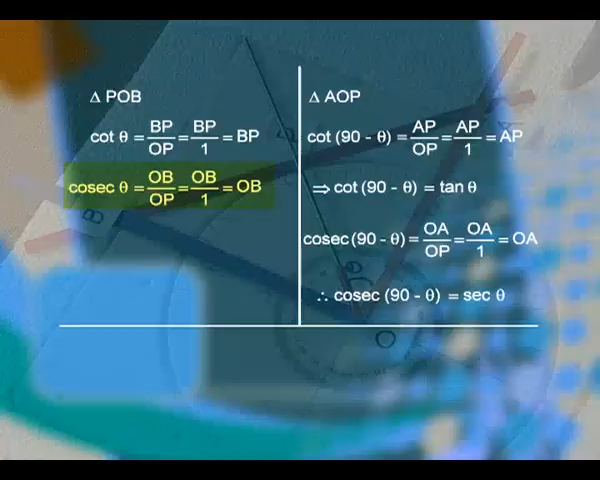 Δ POB
cot θ = BP/OP = BP/1 = BP
cosec θ = OB/OP = OB/1 = OB
Δ AOP
cot (90 - θ) = AP/OP = AP/1 = AP
⇒ cot (90 - θ) = tan θ
cosec (90 - θ) = OA/OP = OA/1 = OA
∴ cosec (90 - θ) = sec θ
B
O